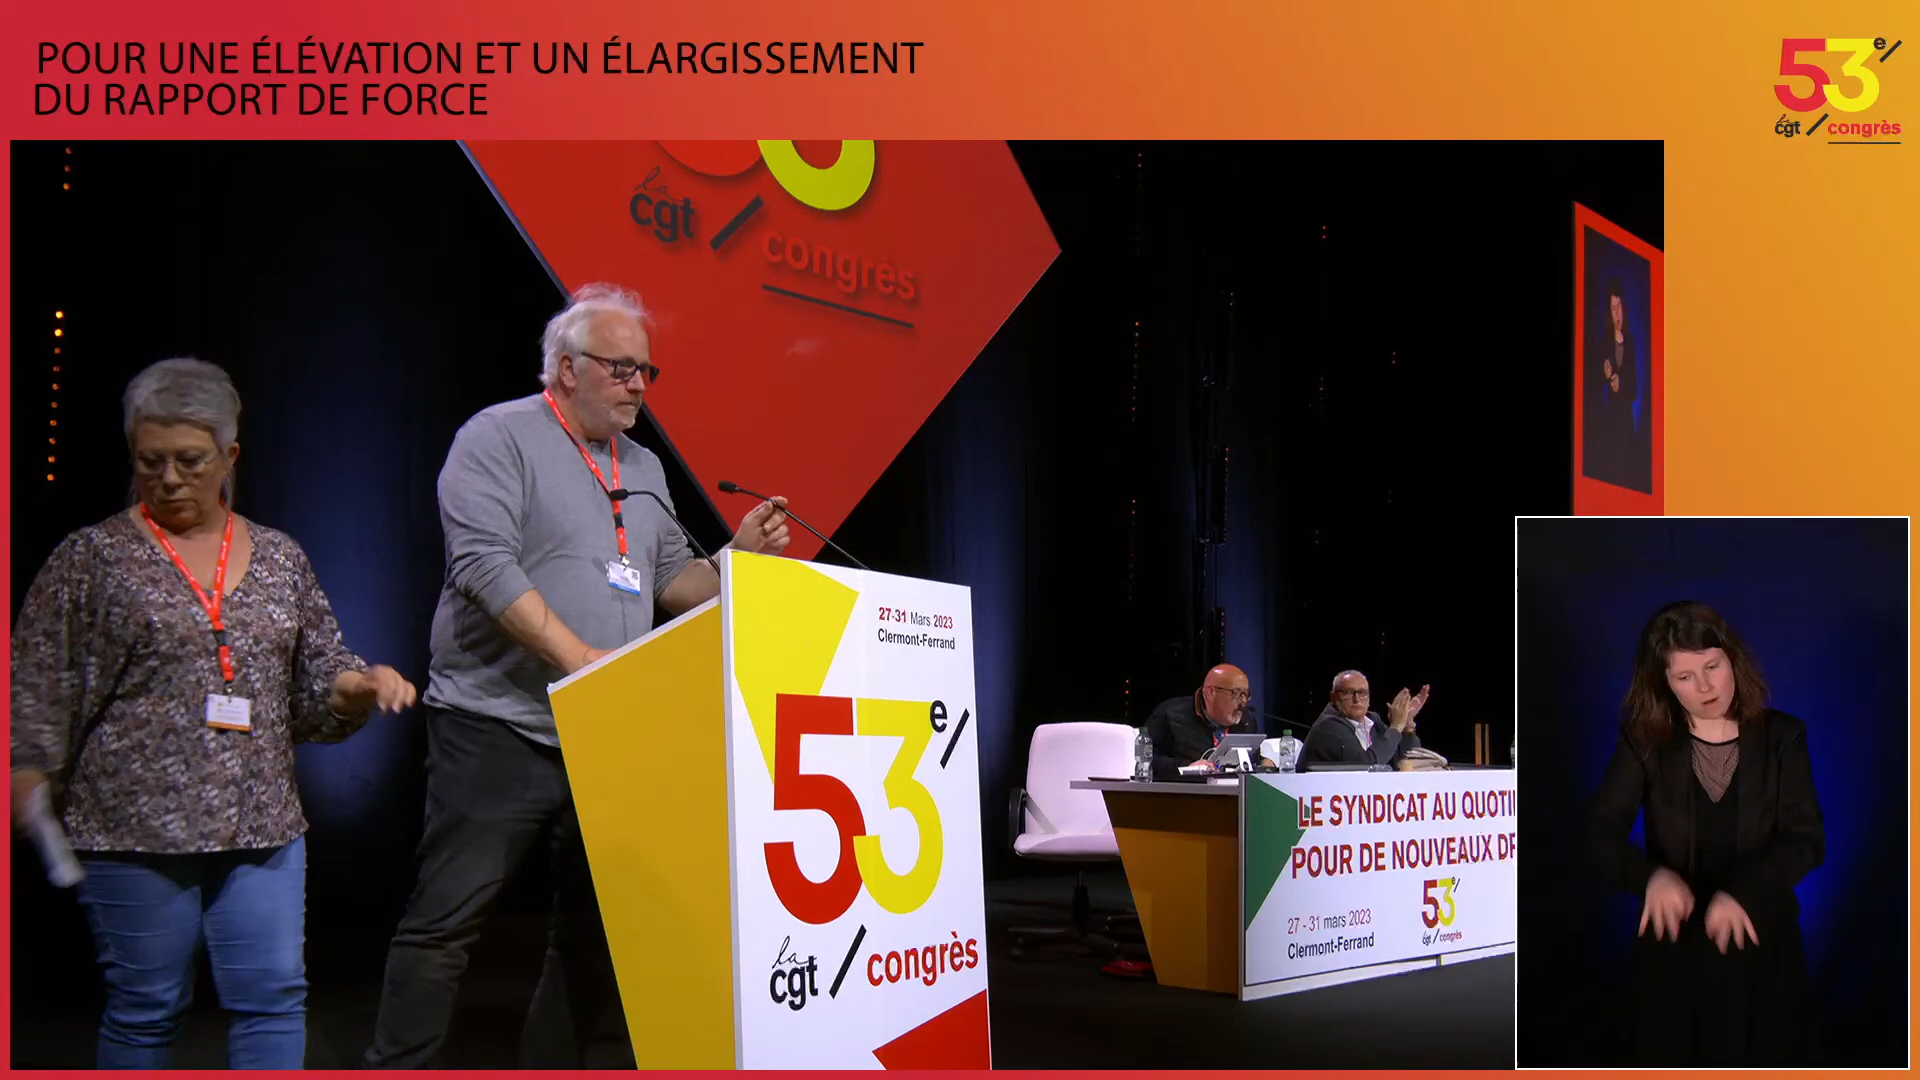 POUR UNE ÉLÉVATION ET UN ÉLARGISSEMENT
DU RAPPORT DE FORCE
53e/
la cgt / congrès
la cgt / congrès
27-31 Mars 2023
Clermont-Ferrand
53e/
la cgt / congrès
LE SYNDICAT AU QUOTI
POUR DE NOUVEAUX DR
27 - 31 mars 2023
Clermont-Ferrand
53e/
la cgt / congrès